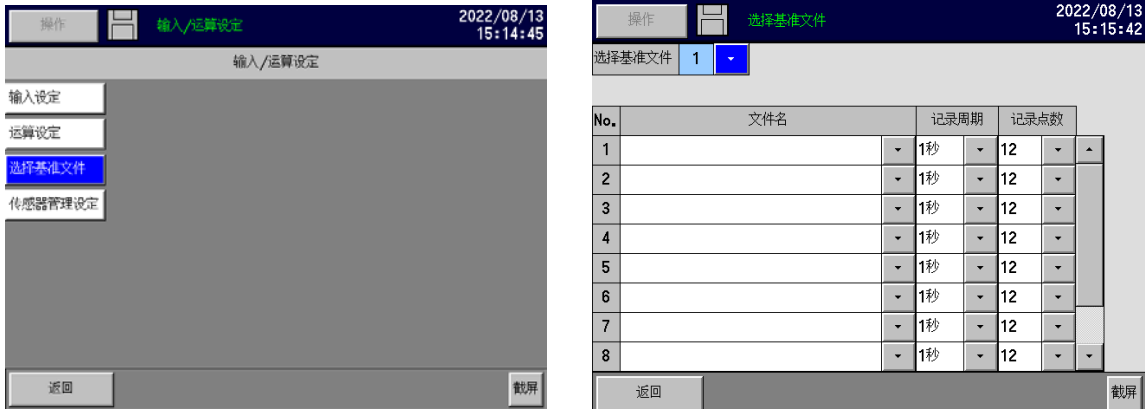 操作 输入/运算设定 2022/08/13
15:14:45
输入/运算设定
输入设定
运算设定
选择基准文件
传感器管理设定
返回 截屏
操作 选择基准文件 2022/08/13
15:15:42
选择基准文件 1
No. 文件名 记录周期 记录点数
1 1秒 12
2 1秒 12
3 1秒 12
4 1秒 12
5 1秒 12
6 1秒 12
7 1秒 12
8 1秒 12
返回 截屏